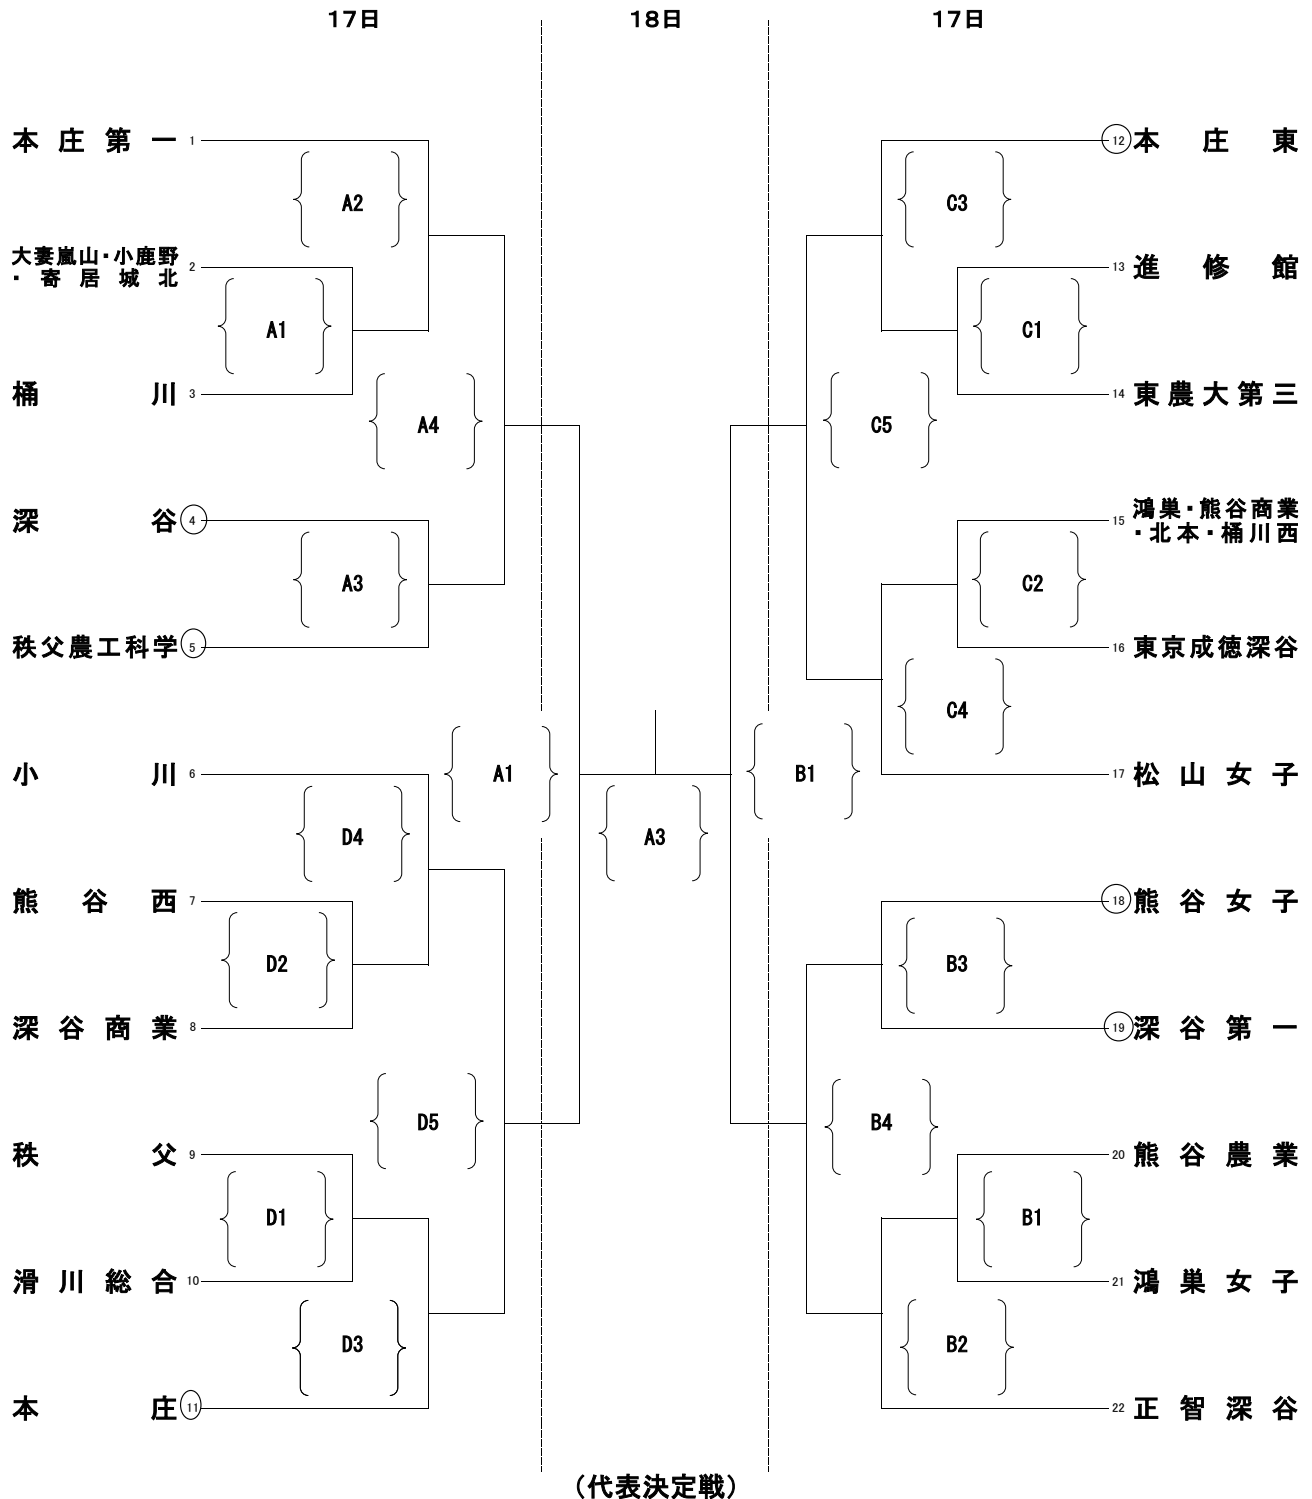 17日
18日
17日
本庄第一 1
A2
大妻嵐山・小鹿野
・寄居城北
2
A1
桶川 3
A4
深谷 4
A3
秩父農工科学 5
小川 6
A1
D4
熊谷西 7
D2
深谷商業 8
D5
秩父 9
D1
滑川総合 10
D3
本庄 11
A3
12 本庄東
C3
13 進修館
C1
14 東農大第三
C5
15
鴻巣・熊谷商業
・北本・桶川西
C2
16 東京成徳深谷
C4
B1
17 松山女子
18 熊谷女子
B3
19 深谷第一
B4
20 熊谷農業
B1
21 鴻巣女子
B2
22 正智深谷
(代表決定戦)